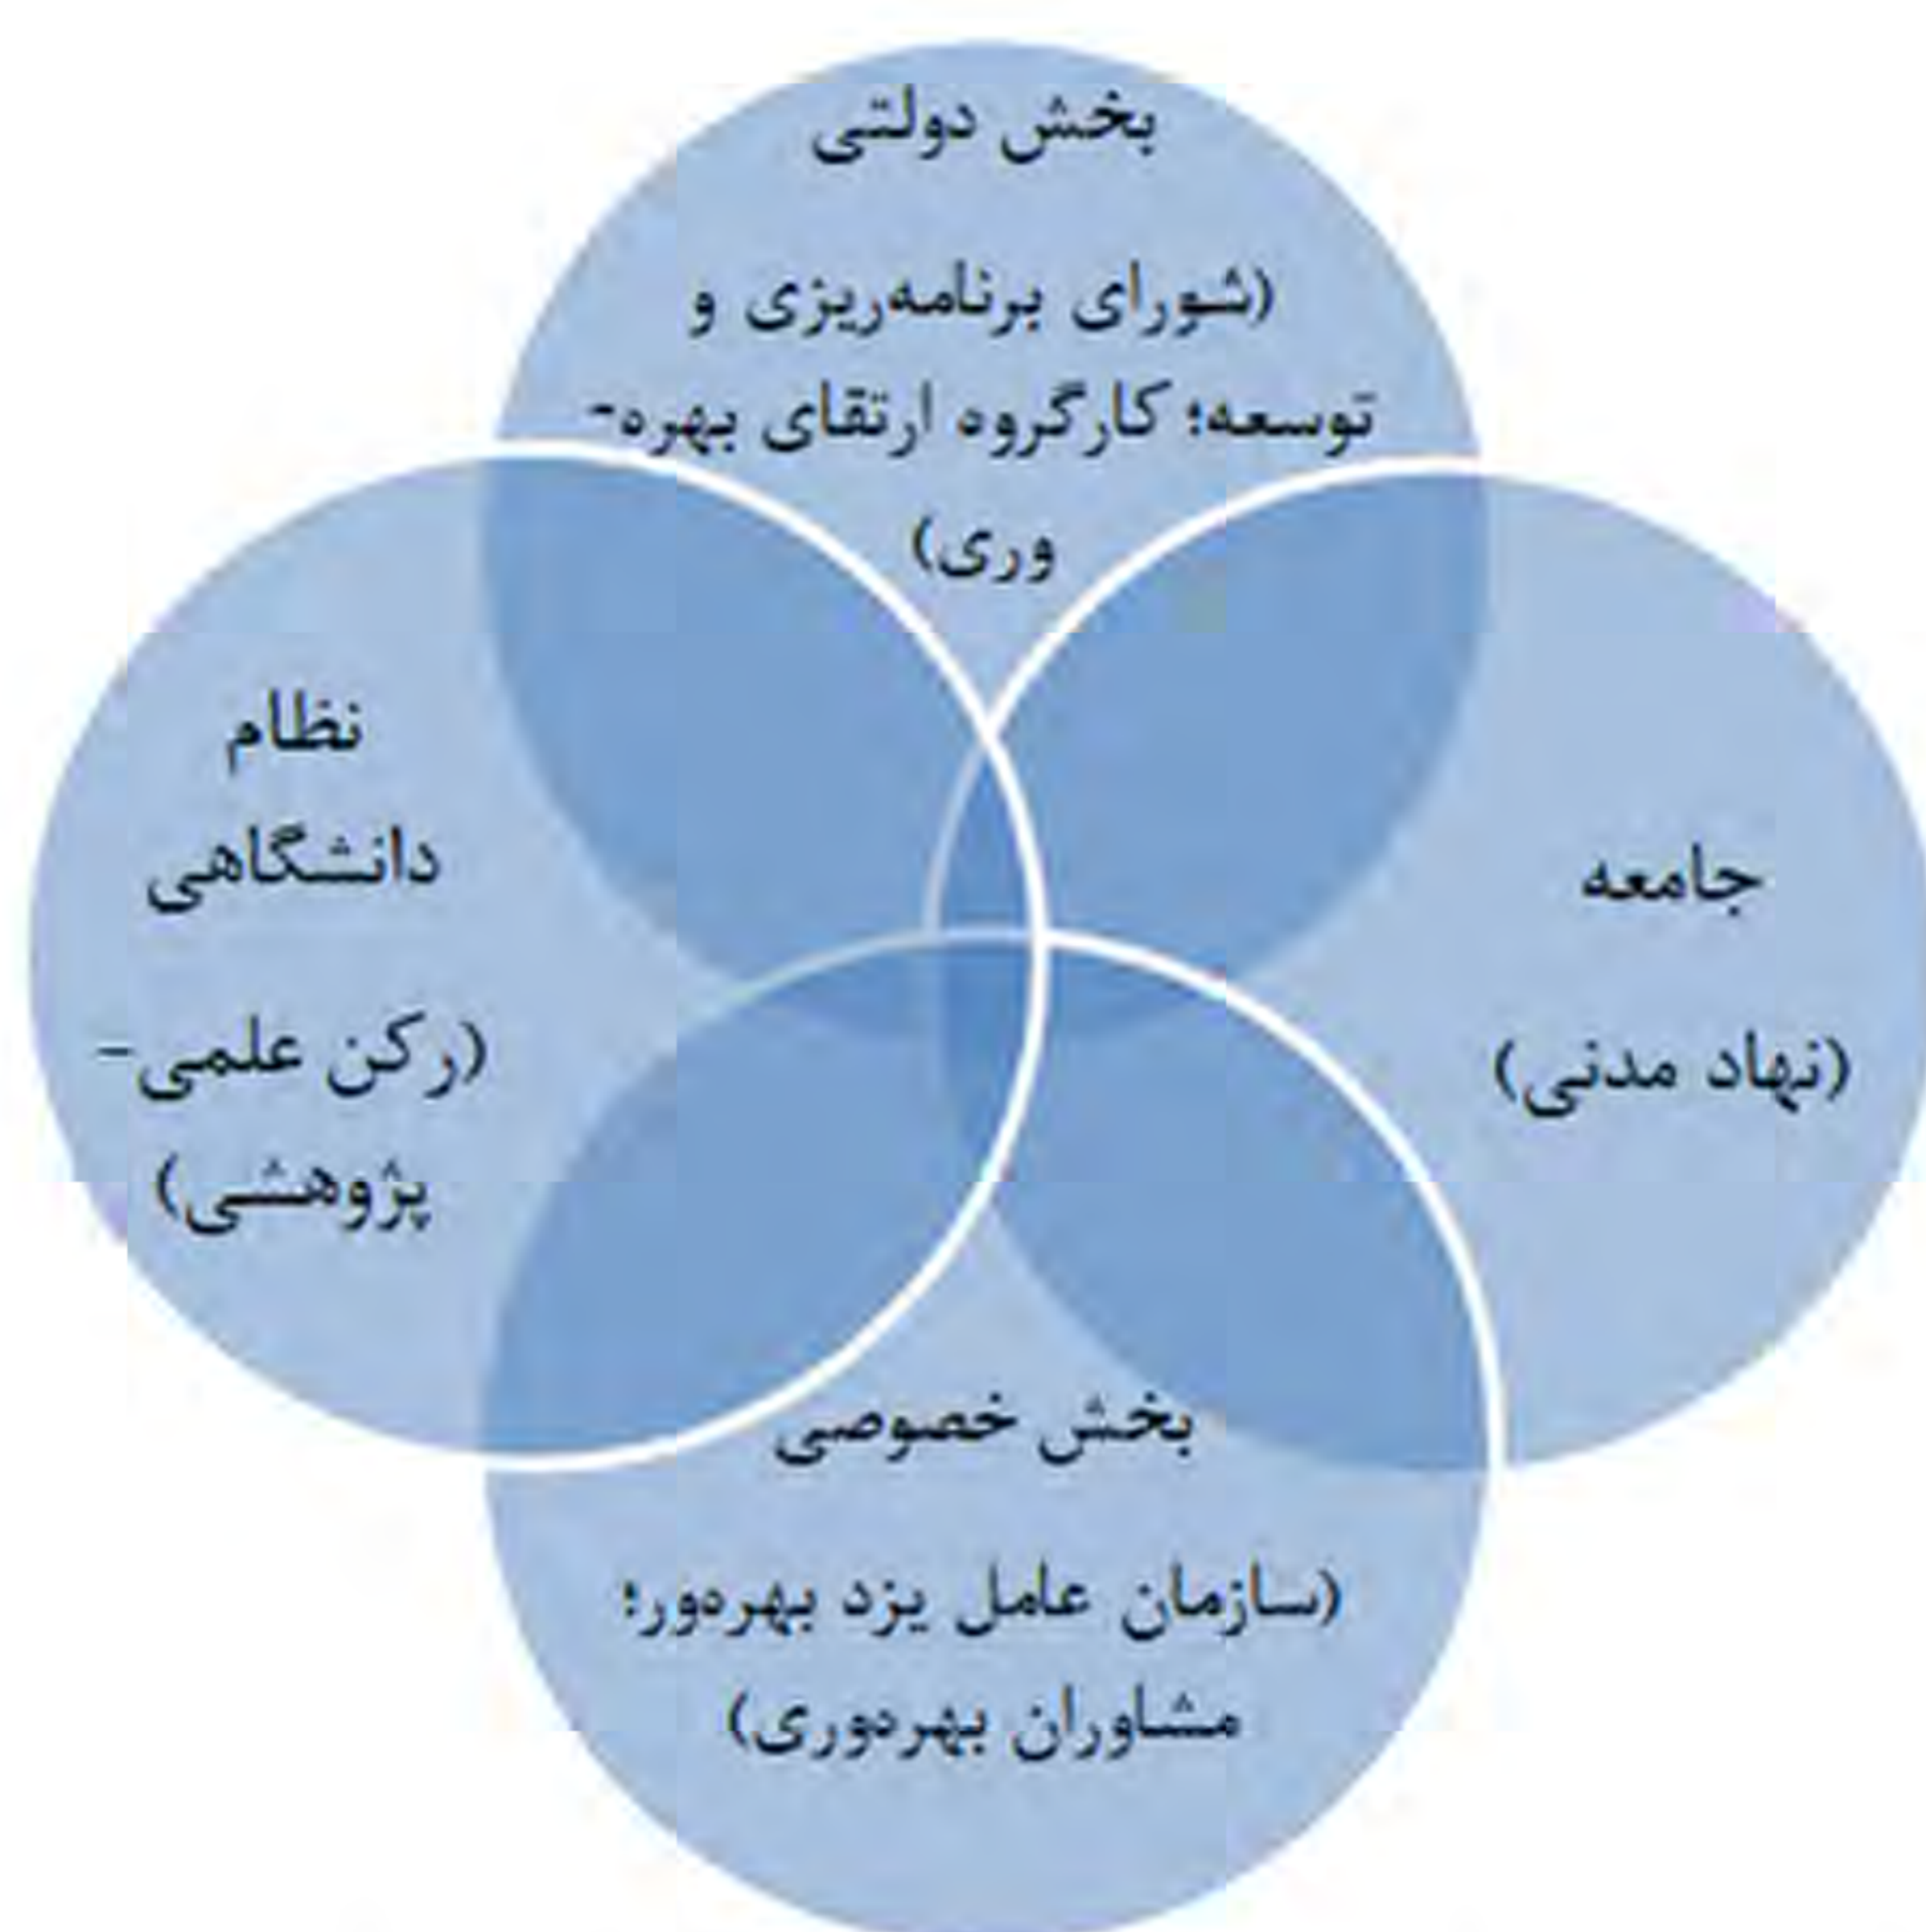 بخش دولتی
(شورای برنامه‌ریزی و
توسعه؛ کارگروه ارتقای بهره-
وری)
جامعه
(نهاد مدنی)
بخش خصوصی
(سازمان عامل یزد بهره‌ور؛
مشاوران بهره‌وری)
نظام
دانشگاهی
(رکن علمی-
پژوهشی)